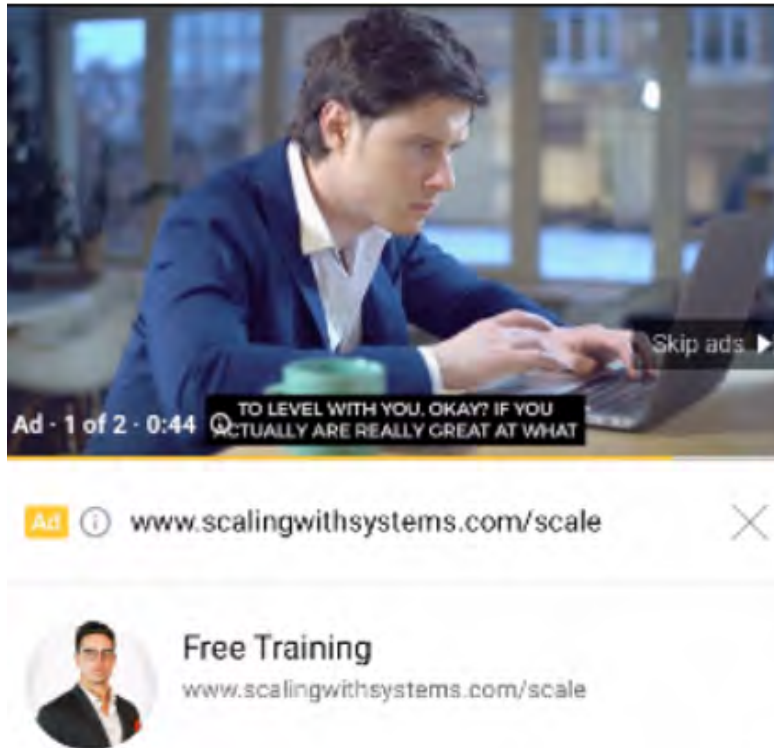 Skip ads
Ad · 1 of 2 · 0:44
TO LEVEL WITH YOU, OKAY? IF YOU
ACTUALLY ARE REALLY GREAT AT WHAT
Ad www.scalingwithsystems.com/scale
Free Training
www.scalingwithsystems.com/scale